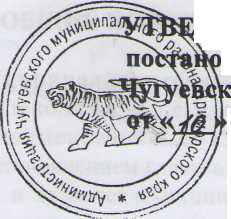 Администрация Чугуевского муниципального района Приморского края *
УТВЕ
постано
Чугуевск
от «12»